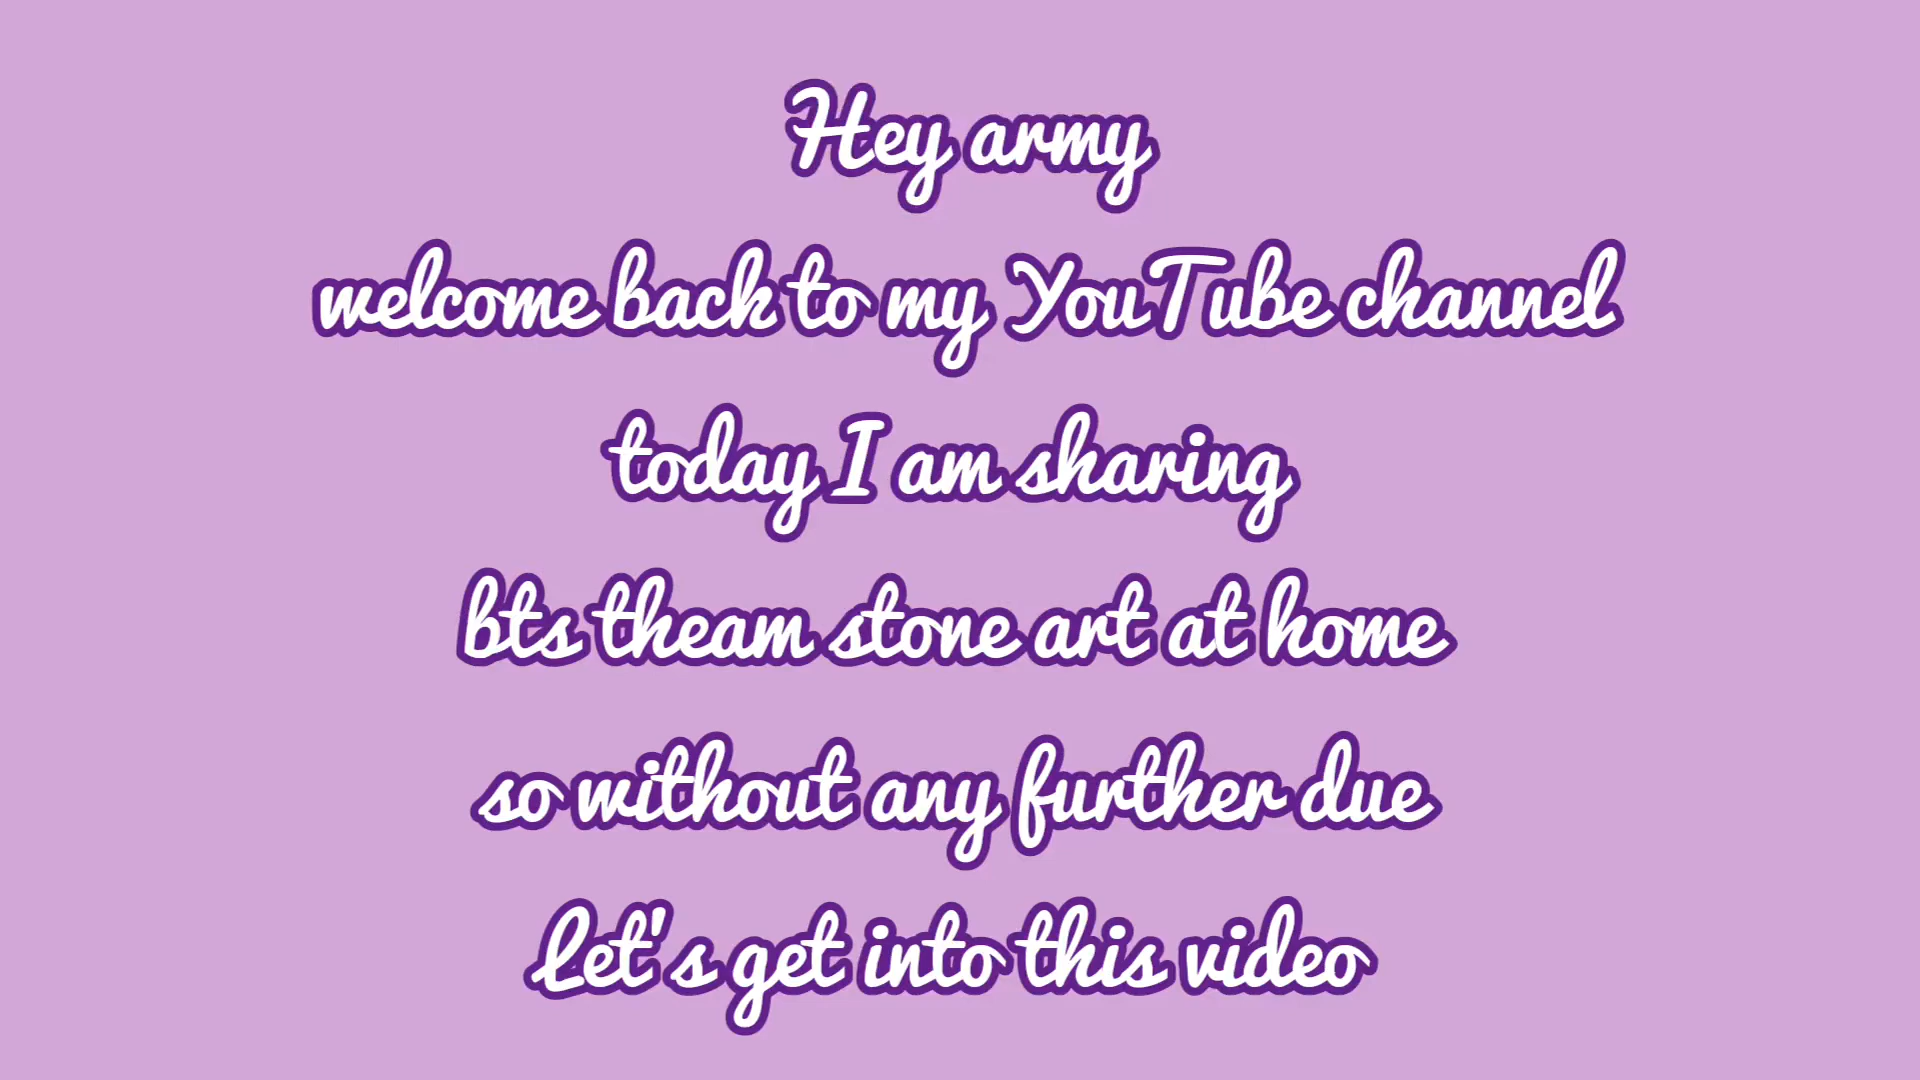 Hey army
welcome back to my YouTube channel
today I am sharing
bts theam stone art at home
so without any further due
Let's get into this video